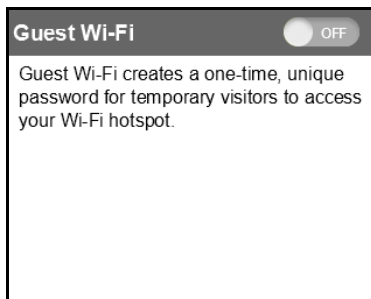 Guest Wi-Fi
OFF
Guest Wi-Fi creates a one-time, unique
password for temporary visitors to access
your Wi-Fi hotspot.